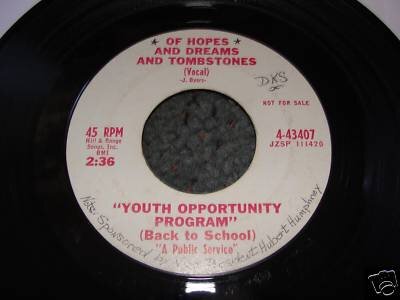 ★ OF HOPES ★
AND DREAMS
AND TOMBSTONES
(Vocal)
-J. Byers-
DKS
NOT FOR SALE
45 RPM
Hill & Range
Songs, Inc.
BMI
2:36
4-43407
JZSP 111420
"YOUTH OPPORTUNITY
PROGRAM"
(Back to School)
"A Public Service"
Note: Sponsored by Vice President Hubert Humphrey